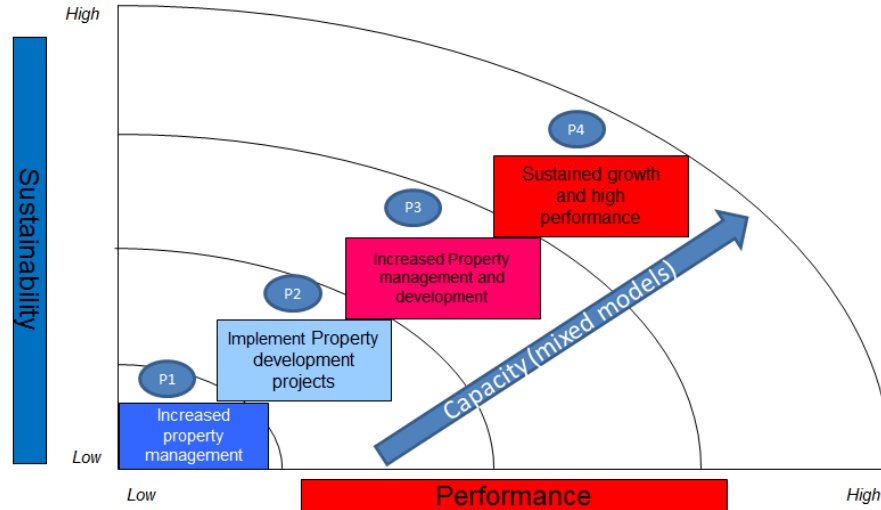 High
Sustainability
P4
Sustained growth
and high
performance
P3
Increased Property
management and
development
P2
Implement Property
development
projects
P1
Increased
property
management
Capacity (mixed models)
Low
Low
Performance
High